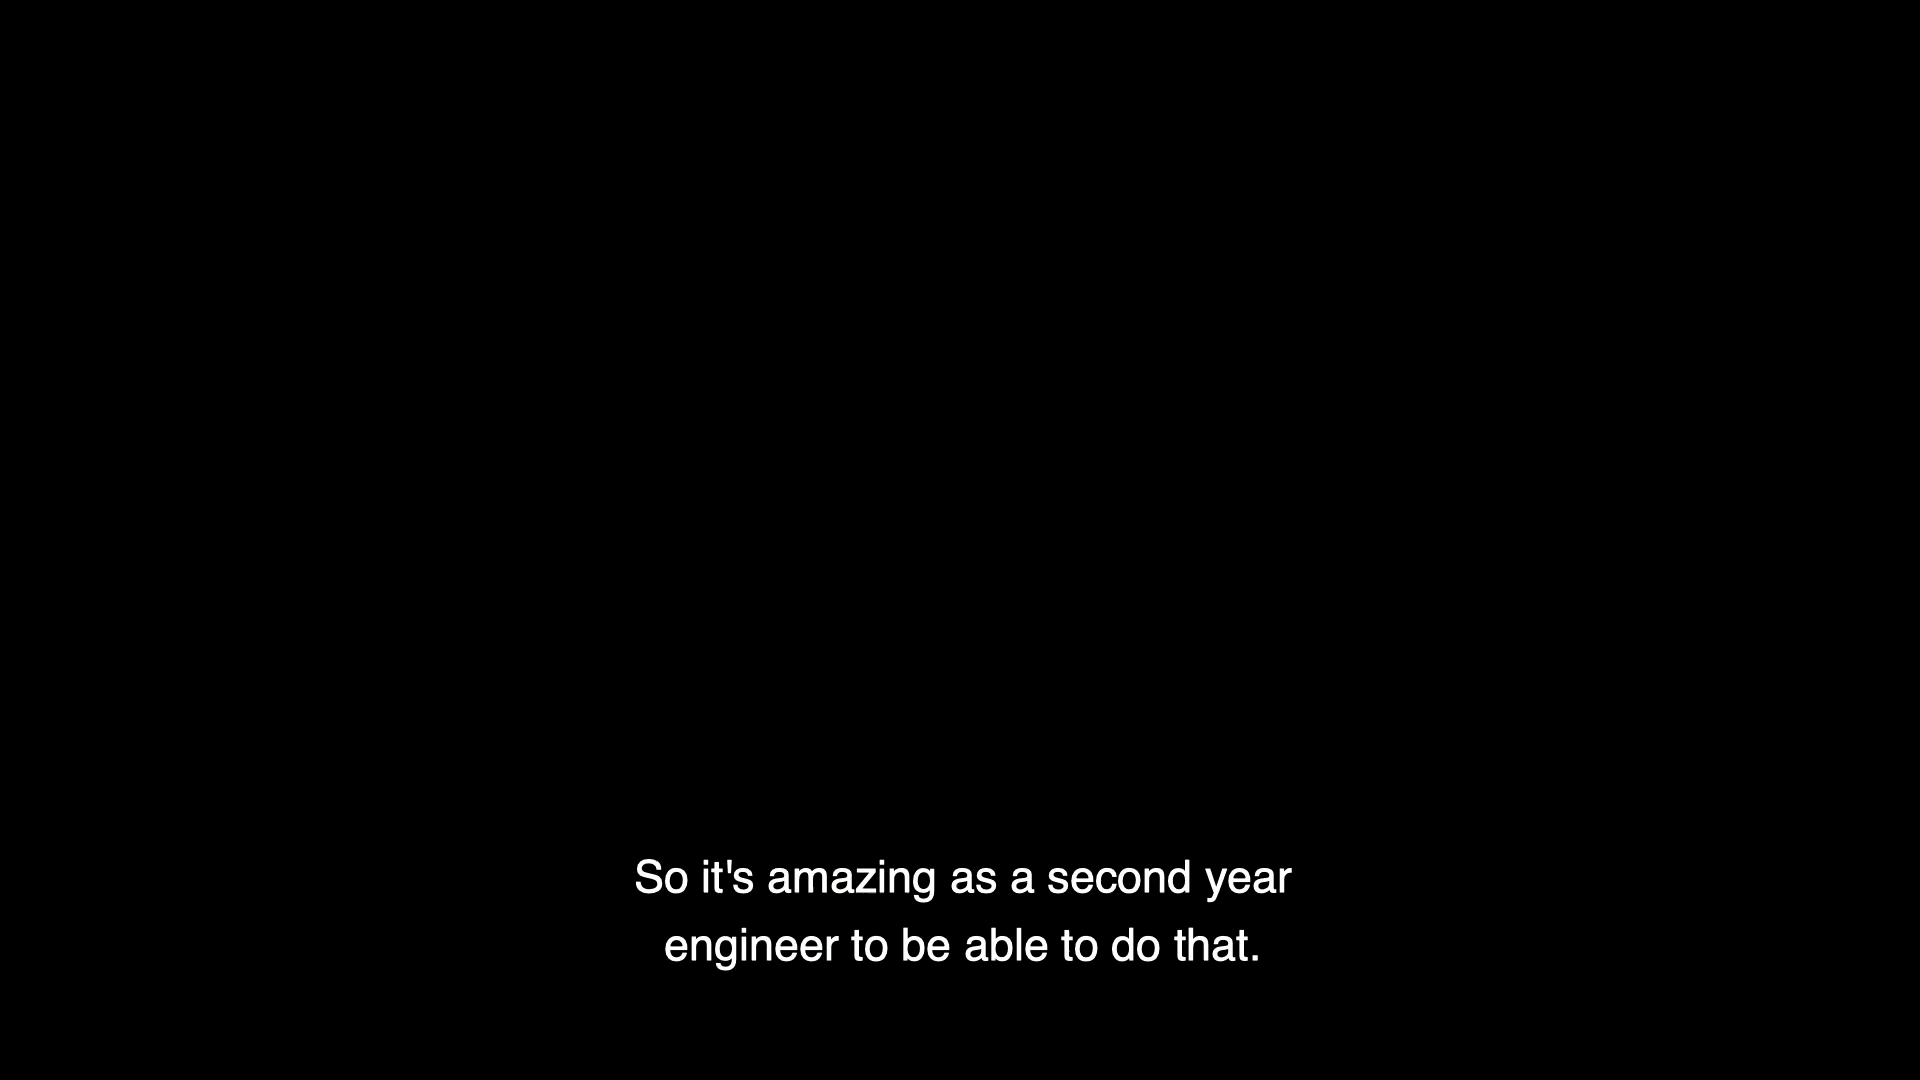 So it's amazing as a second year
engineer to be able to do that.